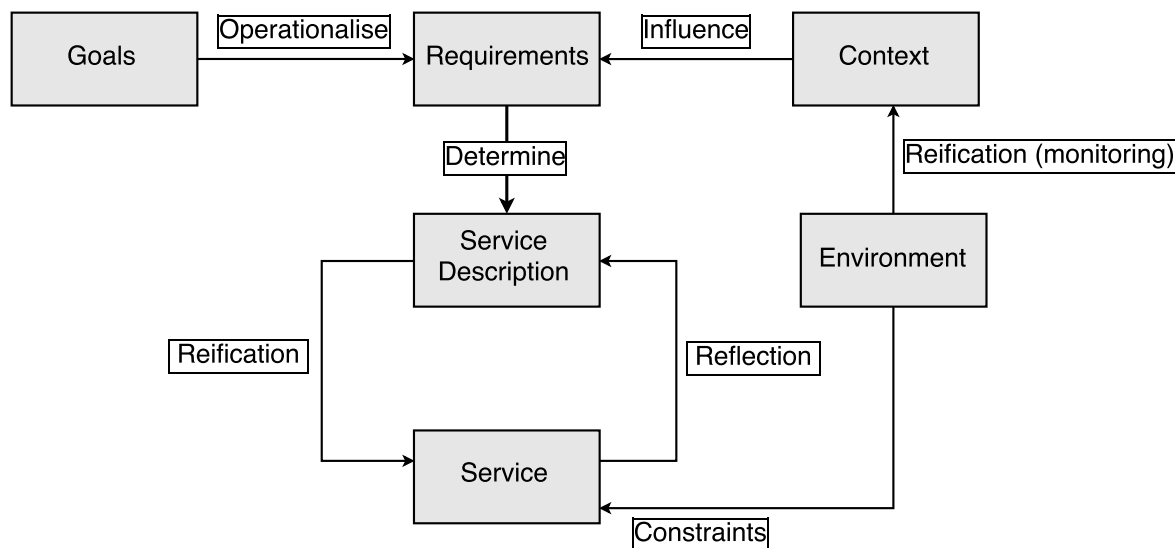 Goals
Operationalise
Requirements
Influence
Context
Determine
Reification (monitoring)
Service
Description
Environment
Reification
Reflection
Service
Constraints